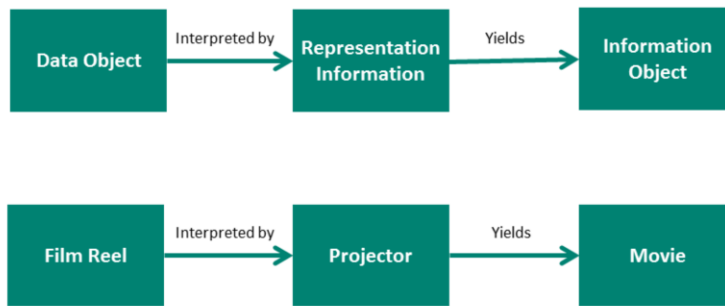 Data Object
Interpreted by
Representation
Information
Yields
Information
Object
Film Reel
Interpreted by
Projector
Yields
Movie